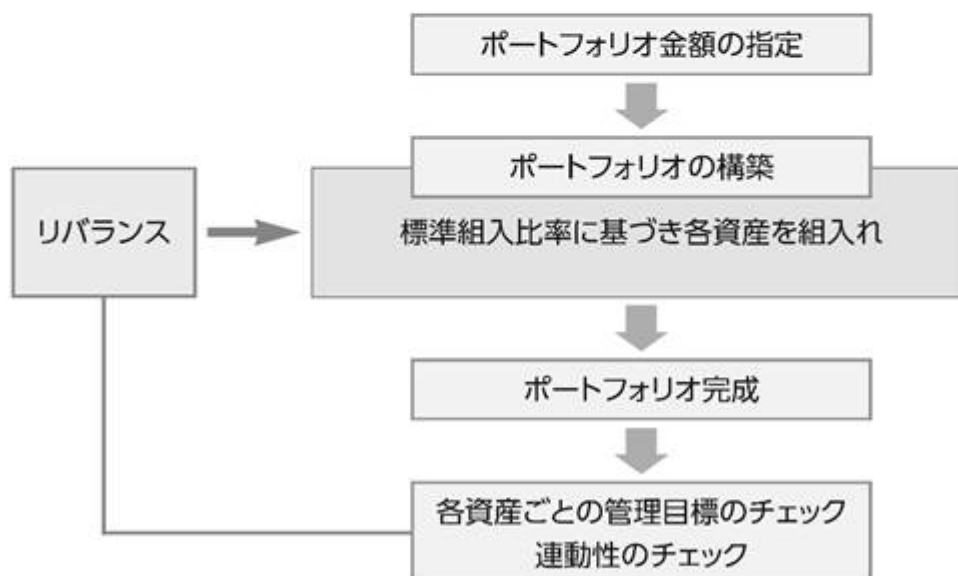 ポートフォリオ金額の指定
ポートフォリオの構築
リバランス
標準組入比率に基づき各資産を組入れ
ポートフォリオ完成
各資産ごとの管理目標のチェック
連動性のチェック